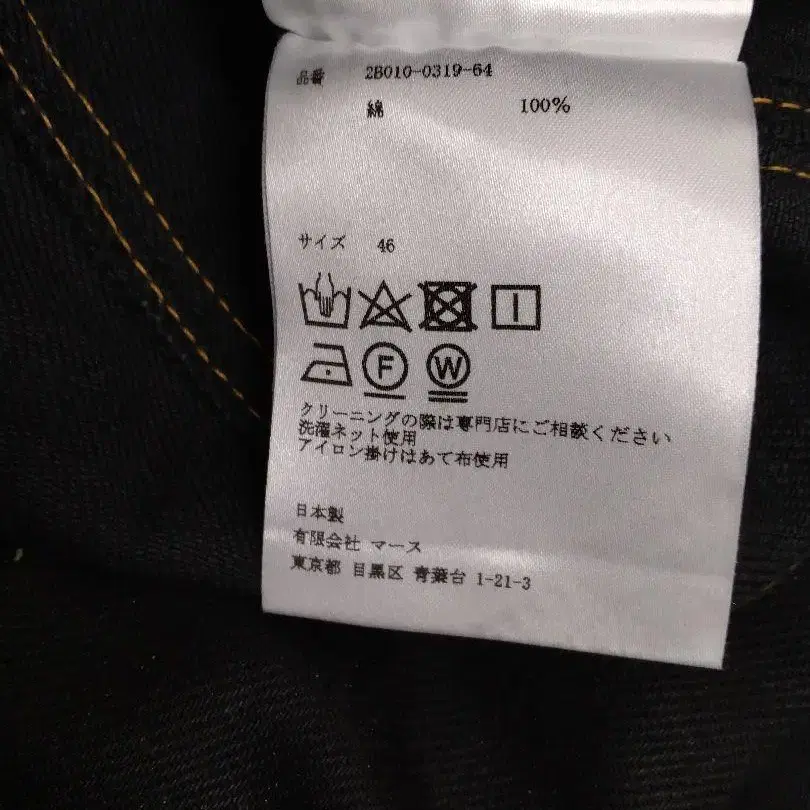 品番 2B010-0319-64
綿 100%
サイズ 46
F W
クリーニングの際は専門店にご相談ください
洗濯ネット使用
アイロン掛けはあて布使用
日本製
有限会社 マース
東京都 目黒区 青葉台 1-21-3